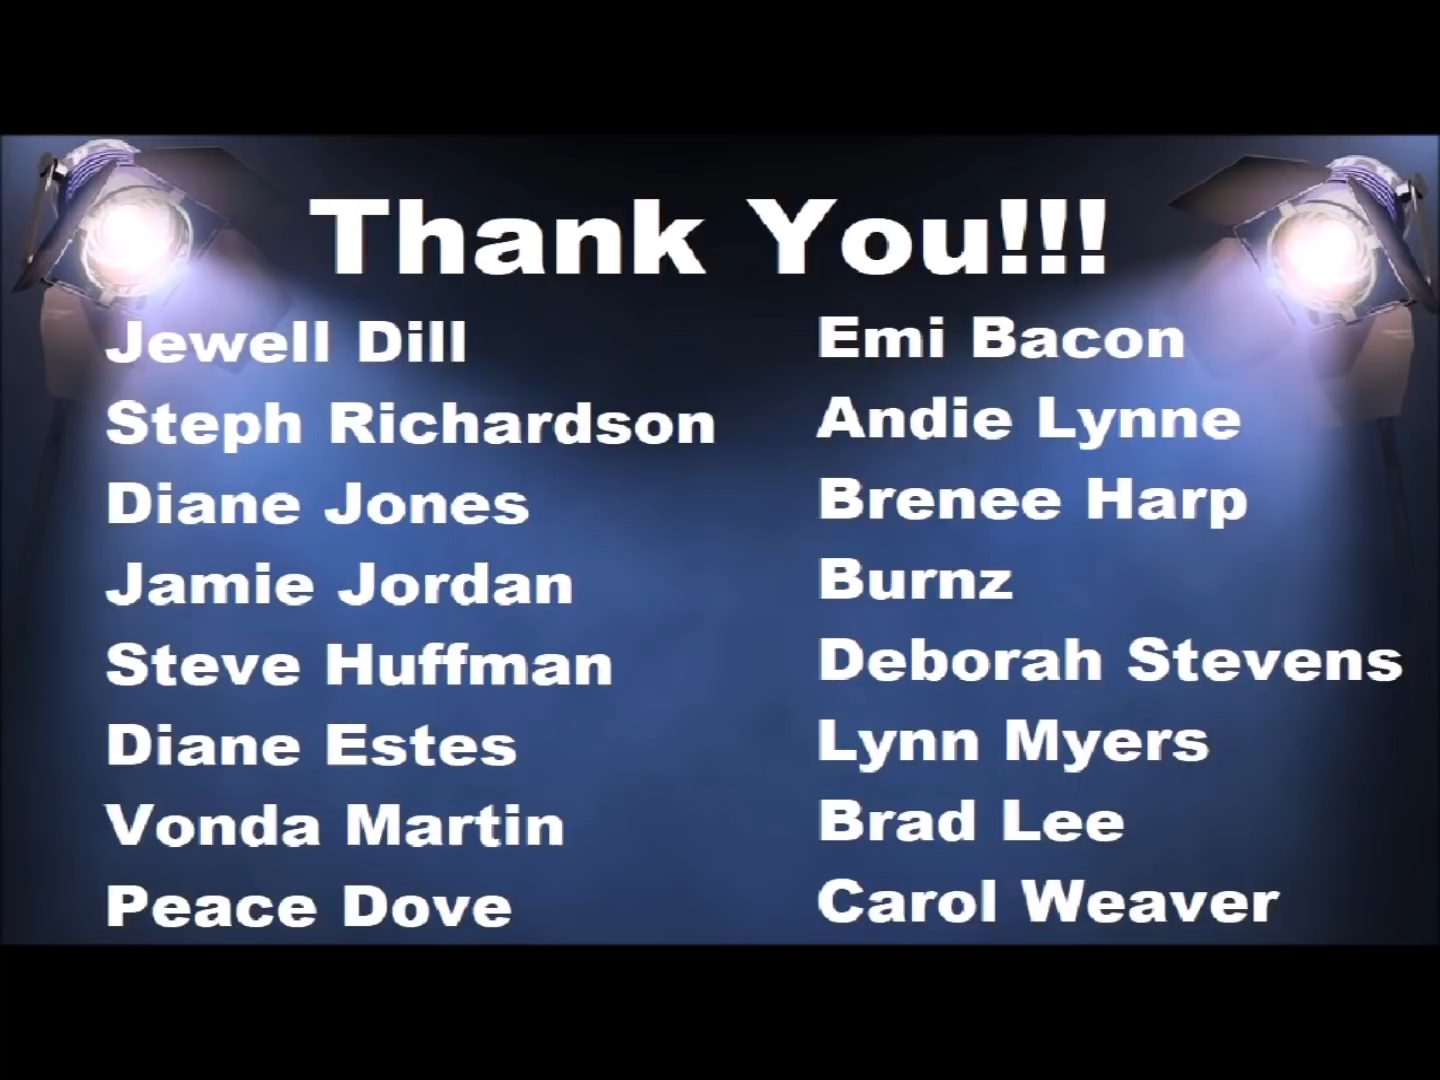 Thank You!!!
Jewell Dill
Steph Richardson
Diane Jones
Jamie Jordan
Steve Huffman
Diane Estes
Vonda Martin
Peace Dove
Emi Bacon
Andie Lynne
Brenee Harp
Burnz
Deborah Stevens
Lynn Myers
Brad Lee
Carol Weaver